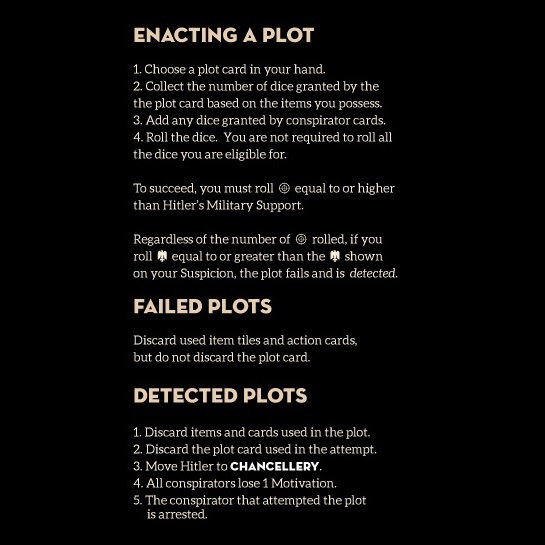 ENACTING A PLOT
1. Choose a plot card in your hand.
2. Collect the number of dice granted by the
the plot card based on the items you possess.
3. Add any dice granted by conspirator cards.
4. Roll the dice. You are not required to roll all
the dice you are eligible for.
To succeed, you must roll equal to or higher
than Hitler's Military Support.
Regardless of the number of rolled, if you
roll equal to or greater than the shown
on your Suspicion, the plot fails and is detected.
FAILED PLOTS
Discard used item tiles and action cards,
but do not discard the plot card.
DETECTED PLOTS
1. Discard items and cards used in the plot.
2. Discard the plot card used in the attempt.
3. Move Hitler to CHANCELLERY.
4. All conspirators lose 1 Motivation.
5. The conspirator that attempted the plot
is arrested.